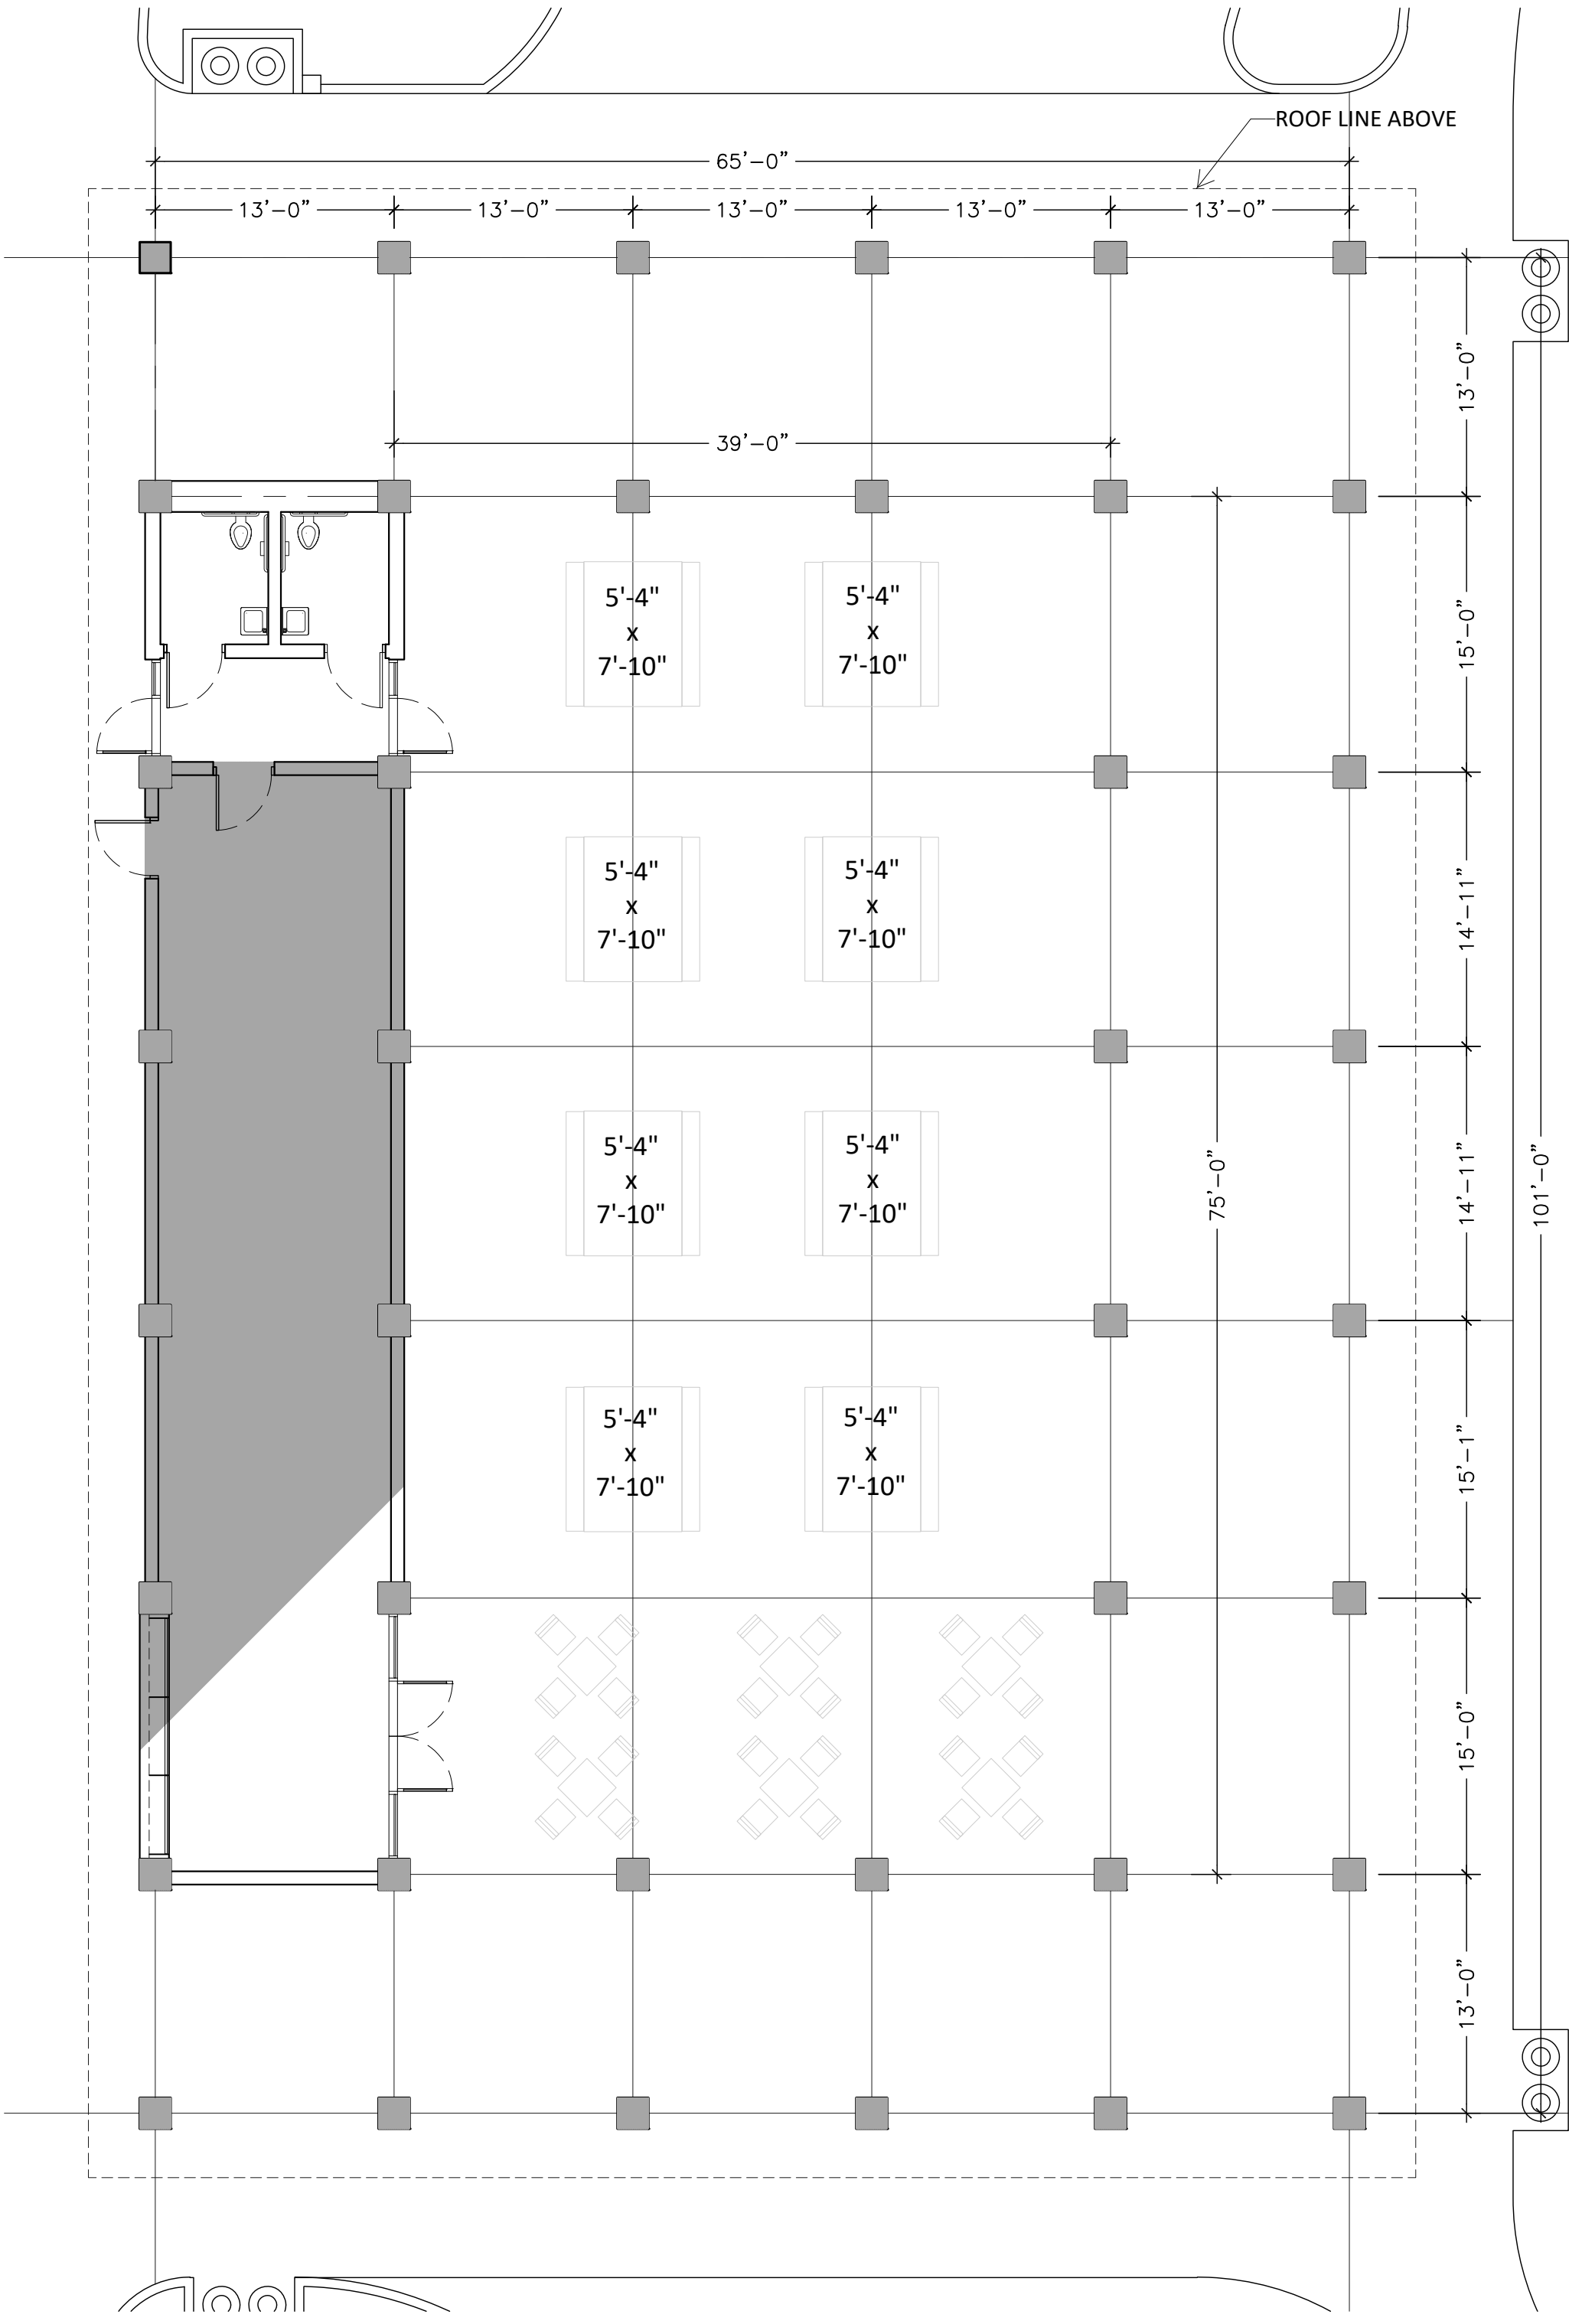 ROOF LINE ABOVE
65’-0”
13’-0” 13’-0” 13’-0” 13’-0” 13’-0”
13’-0”
39’-0”
5'-4"
x
7'-10"
5'-4"
x
7'-10"
15’-0”
5'-4"
x
7'-10"
5'-4"
x
7'-10"
14’-11”
5'-4"
x
7'-10"
5'-4"
x
7'-10"
75’-0”
14’-11”
101’-0”
5'-4"
x
7'-10"
5'-4"
x
7'-10"
15’-1”
15’-0”
13’-0”